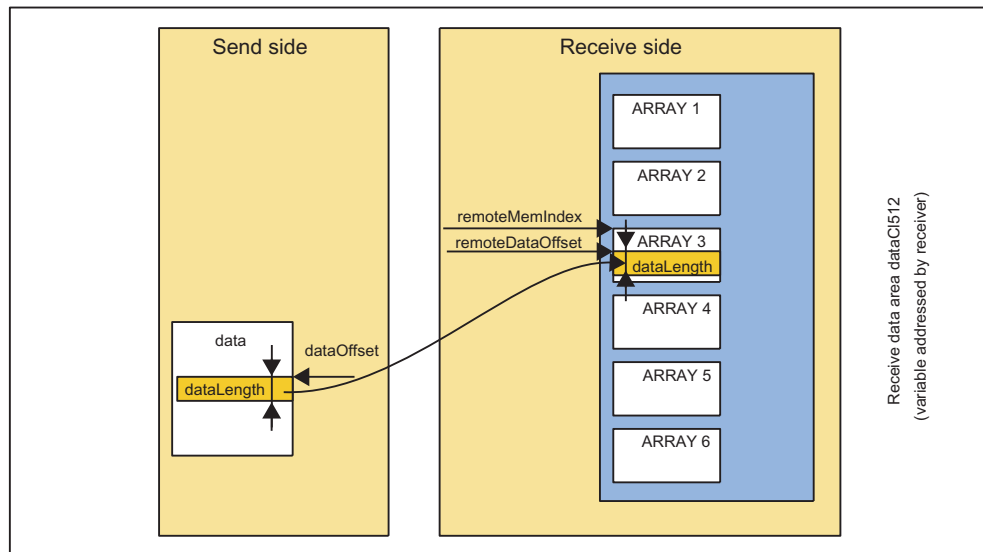 Send side
Receive side
ARRAY 1
ARRAY 2
remoteMemIndex
remoteDataOffset
ARRAY 3
dataLength
ARRAY 4
data
dataOffset
dataLength
ARRAY 5
ARRAY 6
Receive data area dataCI512
(variable addressed by receiver)